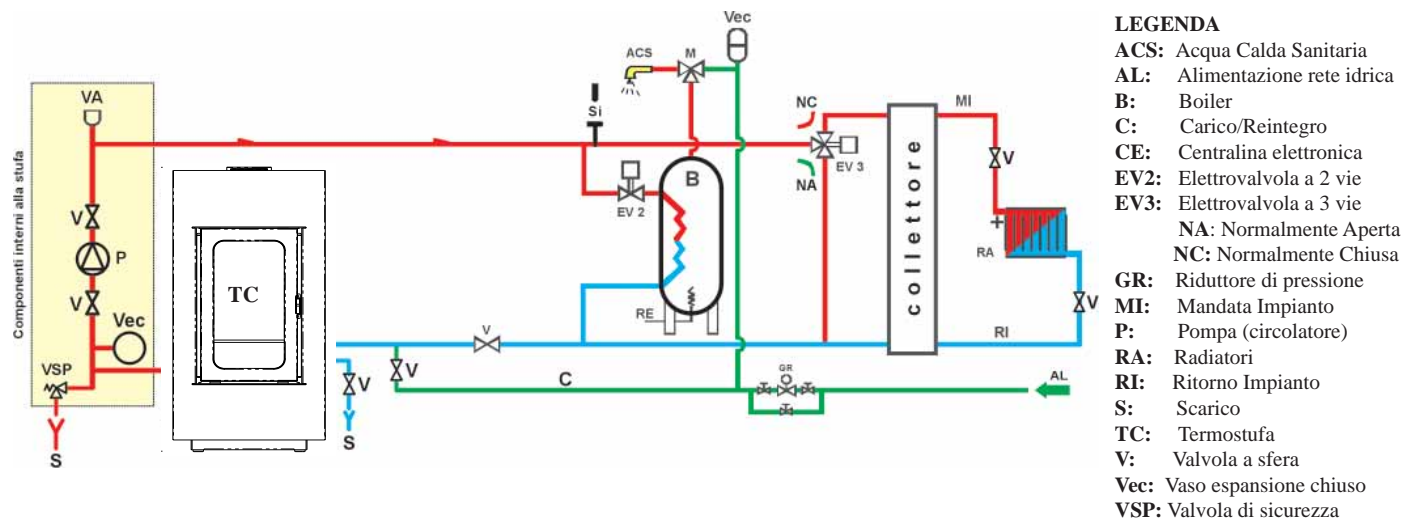 Componenti interni alla stufa
VA
V
P
V
Vec
VSP
S
TC
V
S
V
V
C
Si
EV 2
B
RE
ACS
M
Vec
NC
NA
EV 3
GR
AL
collettore
MI
V
RA
+
V
RI
LEGENDA
ACS: Acqua Calda Sanitaria
AL: Alimentazione rete idrica
B: Boiler
C: Carico/Reintegro
CE: Centralina elettronica
EV2: Elettrovalvola a 2 vie
EV3: Elettrovalvola a 3 vie
NA: Normalmente Aperta
NC: Normalmente Chiusa
GR: Riduttore di pressione
MI: Mandata Impianto
P: Pompa (circolatore)
RA: Radiatori
RI: Ritorno Impianto
S: Scarico
TC: Termostufa
V: Valvola a sfera
Vec: Vaso espansione chiuso
VSP: Valvola di sicurezza